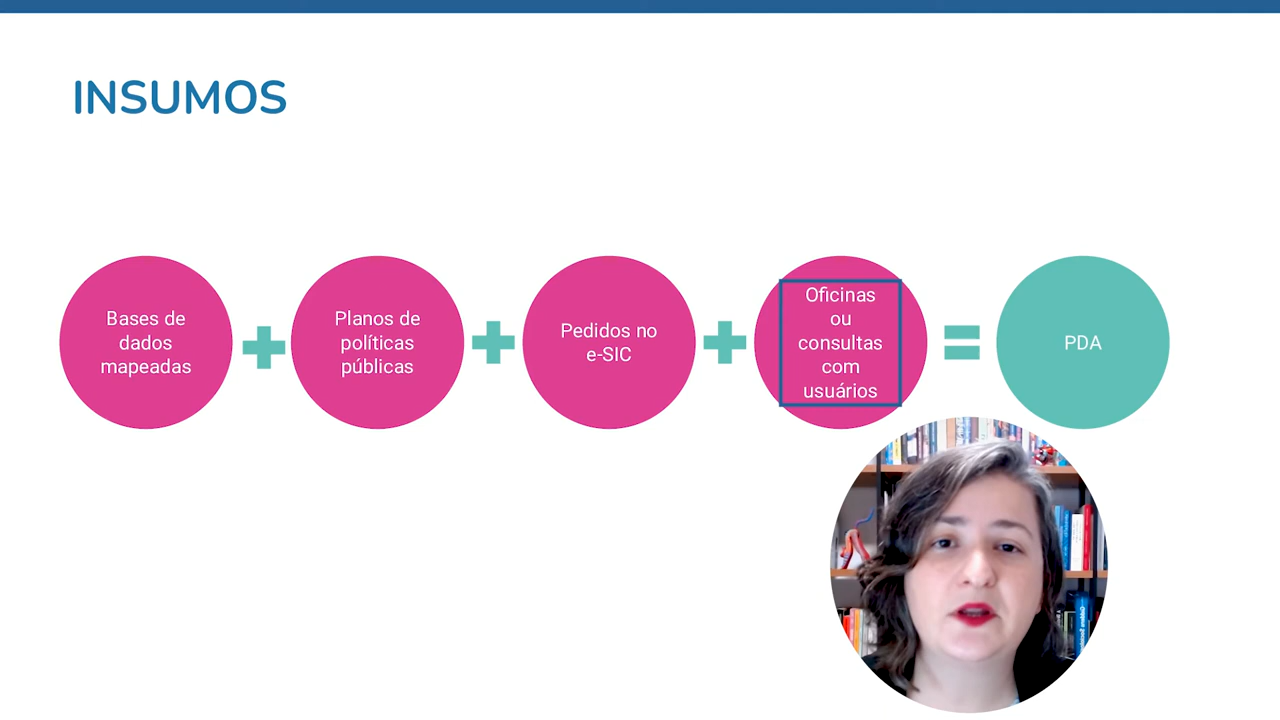 INSUMOS
Bases de
dados
mapeadas
Planos de
políticas
públicas
Pedidos no
e-SIC
Oficinas
ou
consultas
com
usuários
PDA